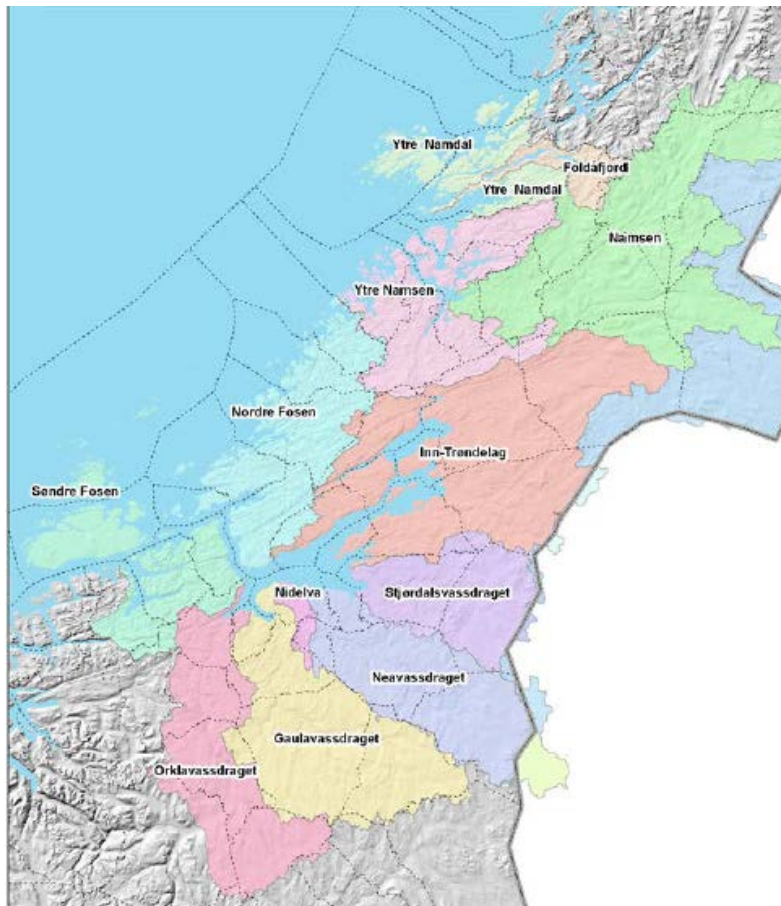 Ytre Namdal
Foldafjord
Ytre Namdal
Namsen
Ytre Namsen
Nordre Fosen
Inn-Trøndelag
Søndre Fosen
Nidelva
Stjørdalsvassdraget
Neavassdraget
Gaulavassdraget
Orklavassdraget